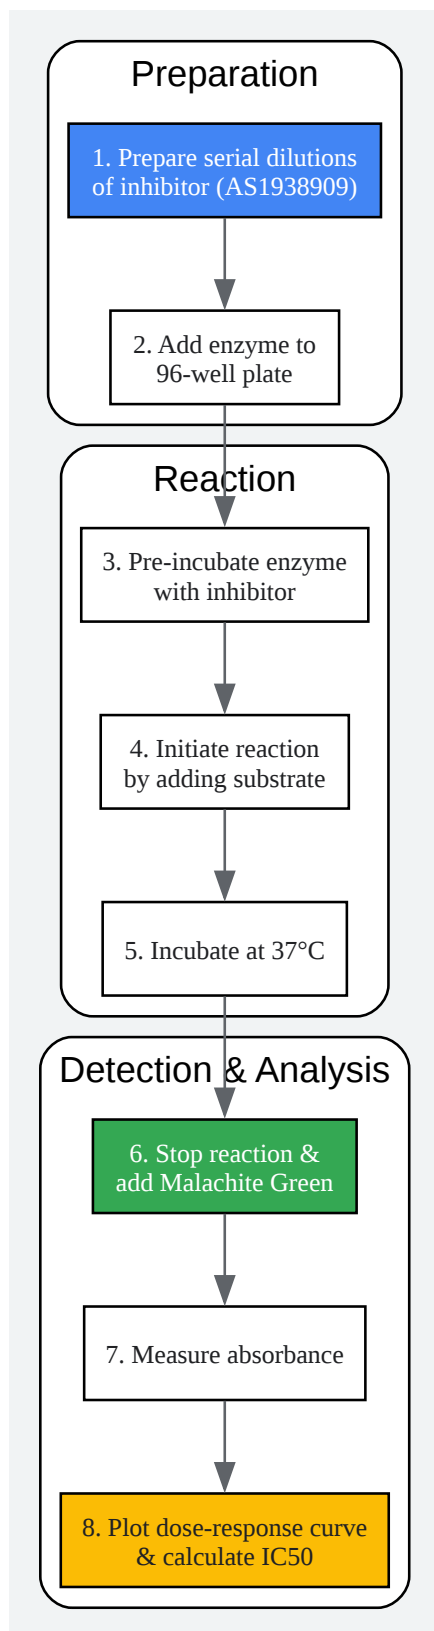 Preparation
1. Prepare serial dilutions
of inhibitor (AS1938909)
2. Add enzyme to
96-well plate
Reaction
3. Pre-incubate enzyme
with inhibitor
4. Initiate reaction
by adding substrate
5. Incubate at 37°C
Detection & Analysis
6. Stop reaction &
add Malachite Green
7. Measure absorbance
8. Plot dose-response curve
& calculate IC50